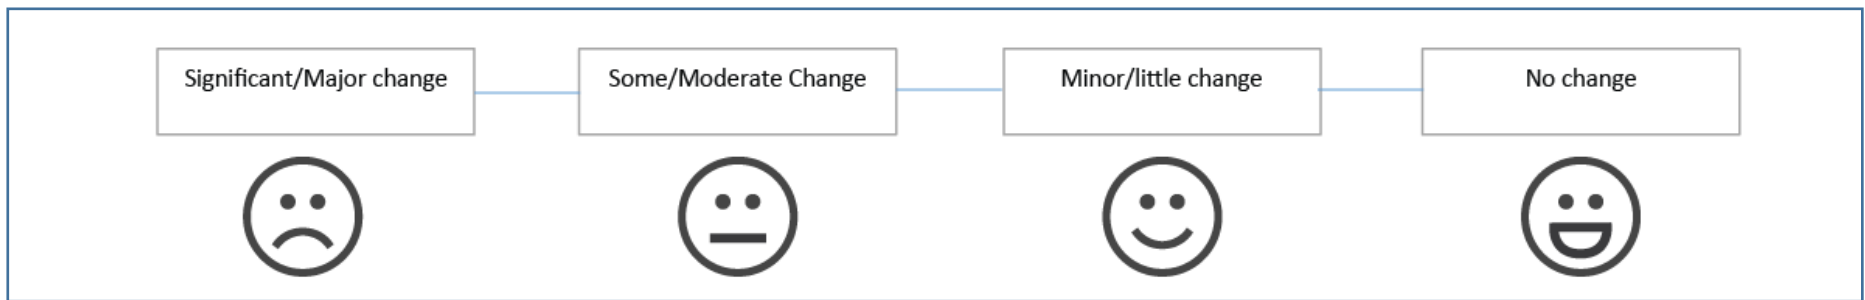 Significant/Major change
Some/Moderate Change
Minor/little change
No change